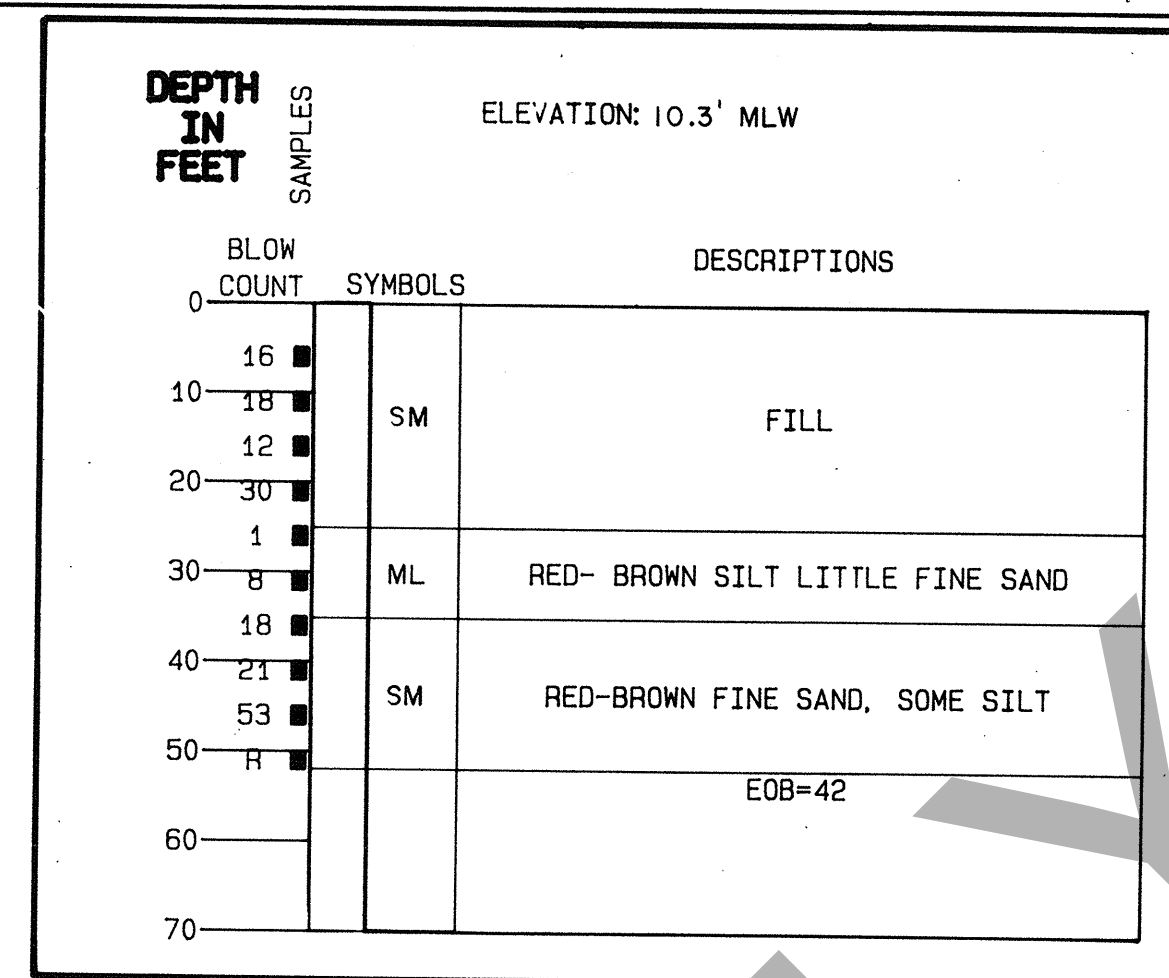 DEPTH
IN
FEET
SAMPLES
ELEVATION: 10.3' MLW
BLOW
COUNT
SYMBOLS
DESCRIPTIONS
0
16
10
18
SM
FILL
12
20
30
1
30
8
ML
RED- BROWN SILT LITTLE FINE SAND
18
40
21
SM
RED-BROWN FINE SAND, SOME SILT
53
50
R
EOB=42
60
70